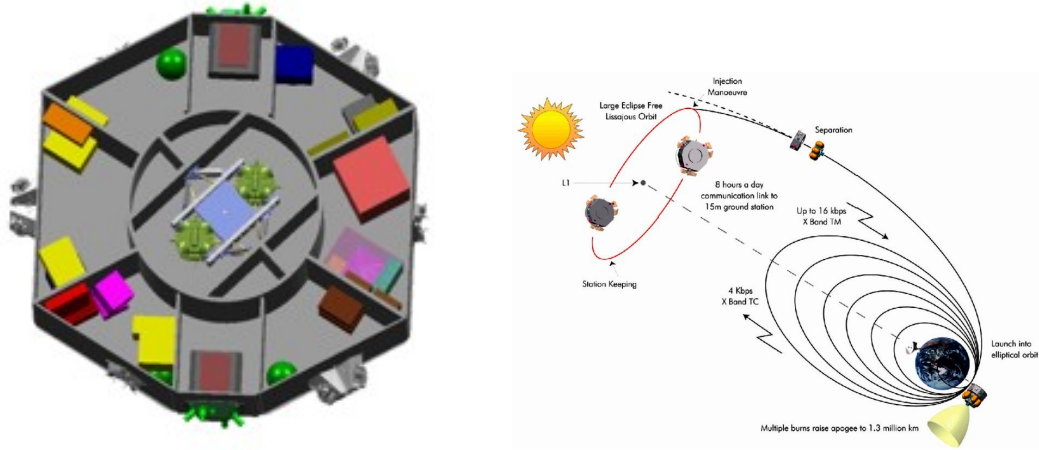 Injection
Manoeuvre
Large Eclipse Free
Lissajous Orbit
Separation
L1
8 hours a day
communication link to
15m ground station
Up to 16 kbps
X Band TM
Station Keeping
4 Kbps
X Band TC
Launch into
elliptical orbit
Multiple burns raise apogee to 1.3 million km